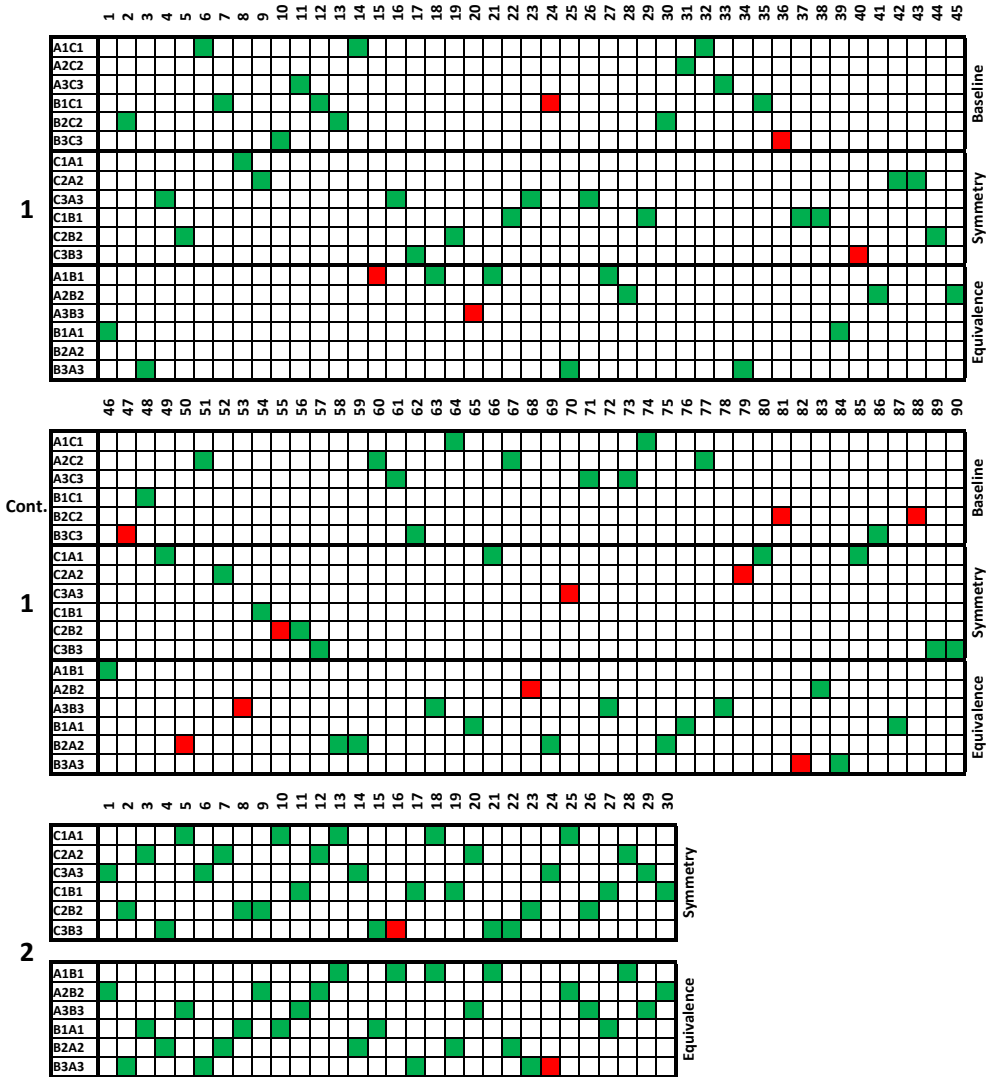 1 2 3 4 5 6 7 8 9 10 11 12 13 14 15 16 17 18 19 20 21 22 23 24 25 26 27 28 29 30 31 32 33 34 35 36 37 38 39 40 41 42 43 44 45
A1C1
A2C2
A3C3
B1C1
B2C2
B3C3
Baseline
C1A1
C2A2
C3A3
C1B1
C2B2
C3B3
Symmetry
1
A1B1
A2B2
A3B3
B1A1
B2A2
B3A3
Equivalence
46 47 48 49 50 51 52 53 54 55 56 57 58 59 60 61 62 63 64 65 66 67 68 69 70 71 72 73 74 75 76 77 78 79 80 81 82 83 84 85 86 87 88 89 90
A1C1
A2C2
A3C3
B1C1
B2C2
B3C3
Baseline
Cont.
C1A1
C2A2
C3A3
C1B1
C2B2
C3B3
Symmetry
1
A1B1
A2B2
A3B3
B1A1
B2A2
B3A3
Equivalence
1 2 3 4 5 6 7 8 9 10 11 12 13 14 15 16 17 18 19 20 21 22 23 24 25 26 27 28 29 30
C1A1
C2A2
C3A3
C1B1
C2B2
C3B3
Symmetry
2
A1B1
A2B2
A3B3
B1A1
B2A2
B3A3
Equivalence